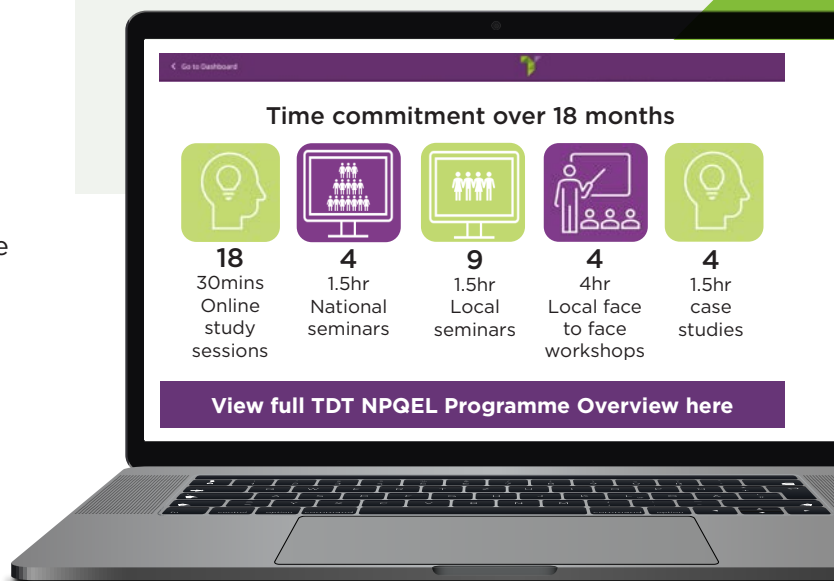 e
Go to Dashboard
Time commitment over 18 months
18
30mins
Online
study
sessions
4
1.5hr
National
seminars
9
1.5hr
Local
seminars
4
4hr
Local face
to face
workshops
4
1.5hr
case
studies
View full TDT NPQEL Programme Overview here